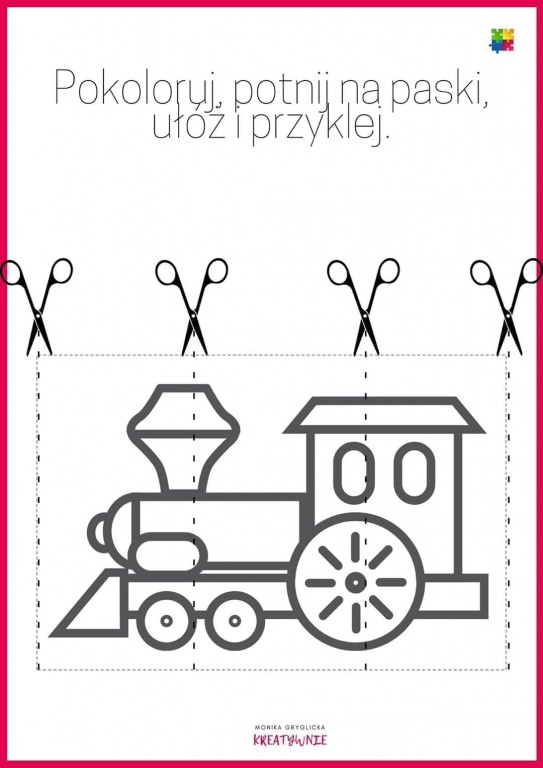 Pokoloruj, potnij na paski,
ułóż i przyklej.
MONIKA GRYGLICKA
KREATYWNIE